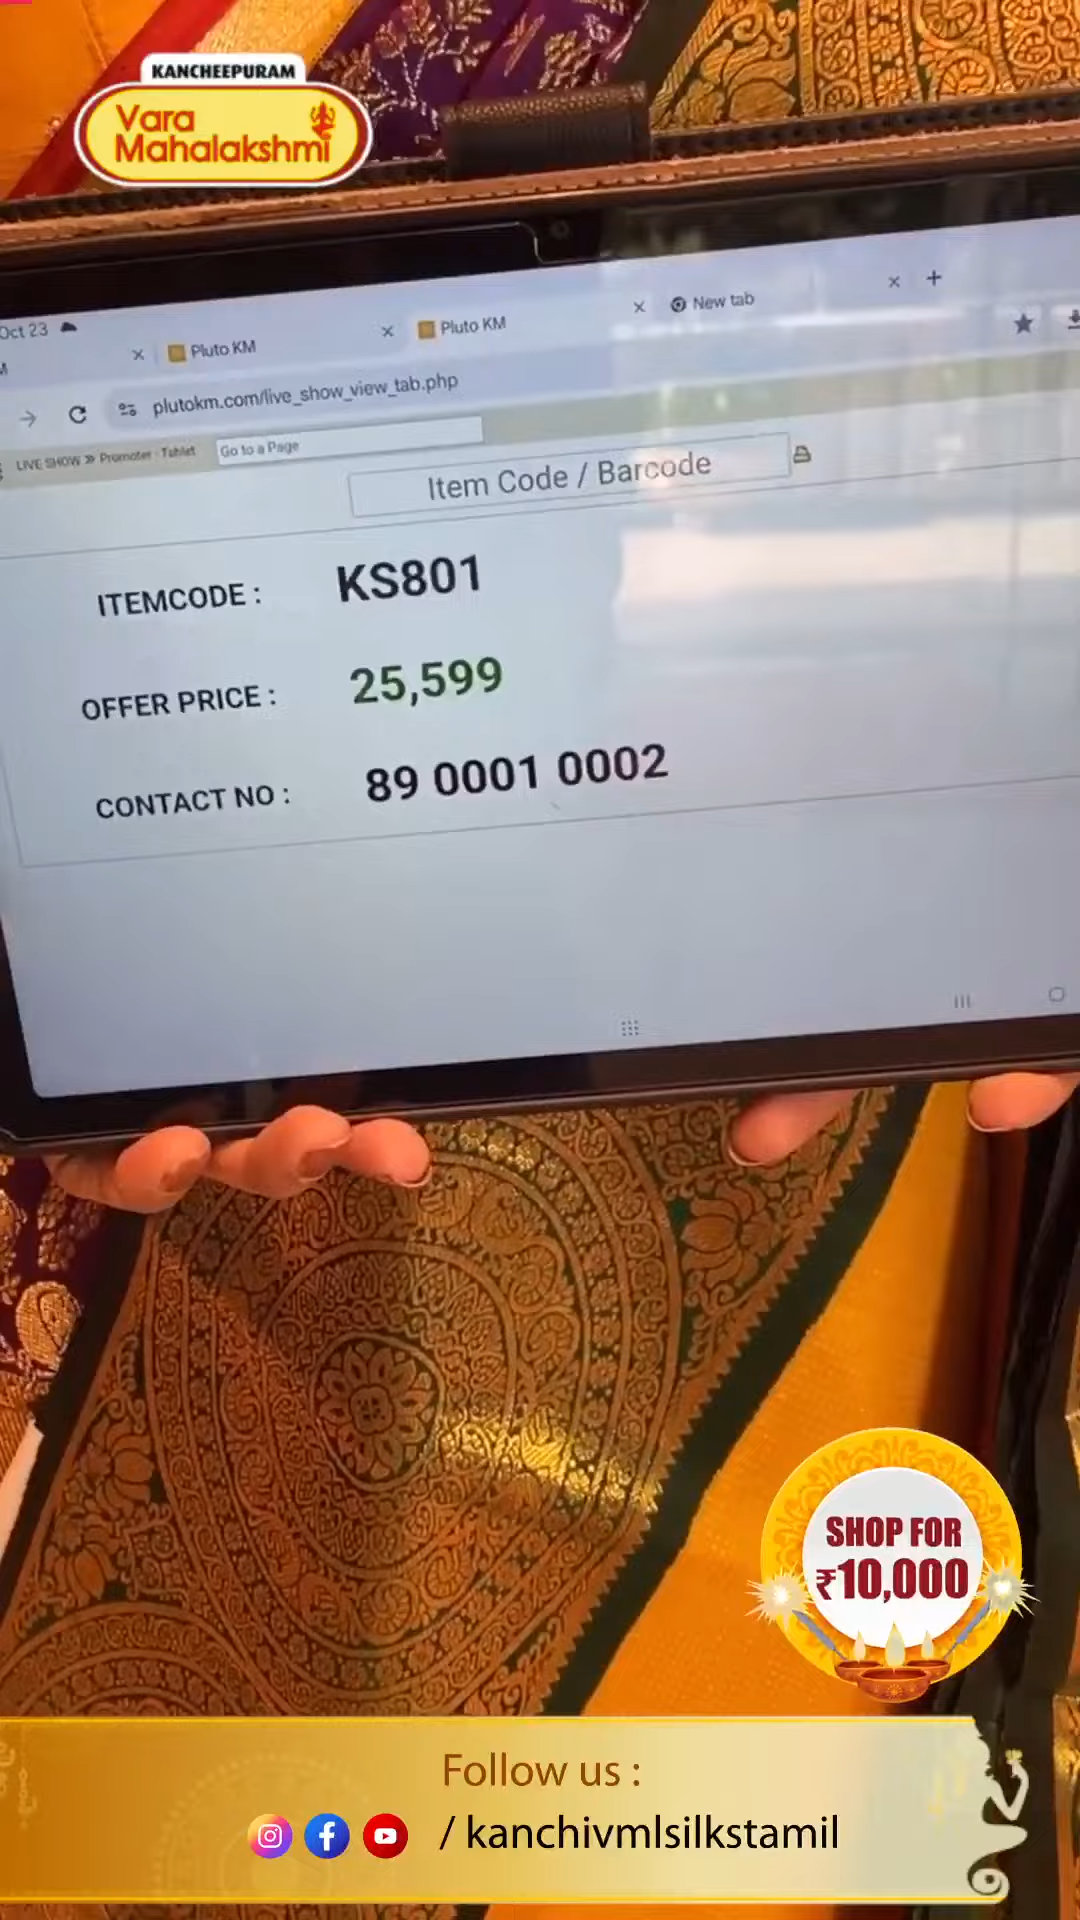 KANCHEEPURAM
Vara
Mahalakshmi
Oct 23
Pluto KM
Pluto KM
New tab
plutokm.com/live_show_view_tab.php
LIVE SHOW » Promoter - Tablet
Go to a Page
Item Code / Barcode
ITEMCODE : KS801
OFFER PRICE : 25,599
CONTACT NO : 89 0001 0002
SHOP FOR
₹10,000
Follow us :
/ kanchivmlsilkstamil